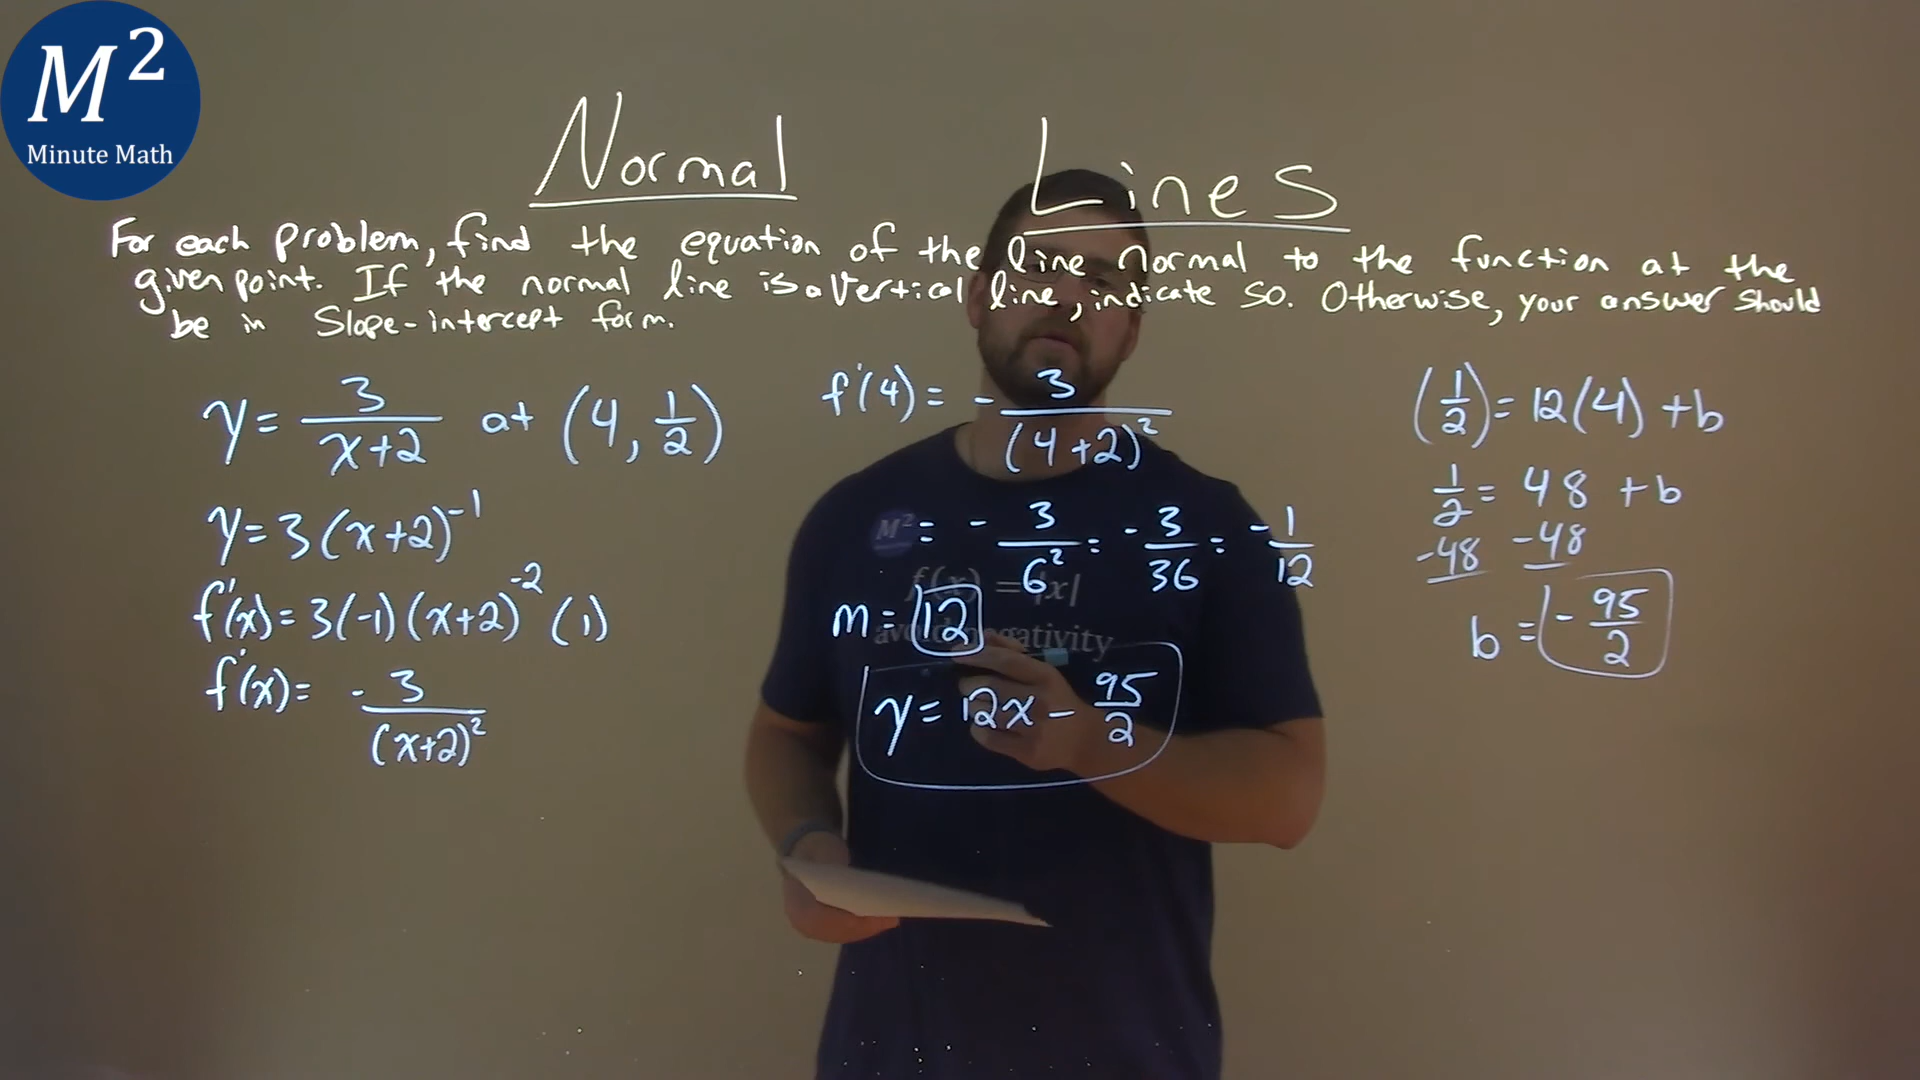 M²
Minute Math
Normal Lines
For each problem, find the equation of the line normal to the function at the
given point. If the normal line is a vertical line, indicate so. Otherwise, your answer should
be in slope-intercept form.
y = 3/(x+2) at (4, 1/2)
y = 3(x+2)^-1
f'(x) = 3(-1)(x+2)^-2 (1)
f'(x) = -3/(x+2)²
f'(4) = -3/(4+2)²
= -3/6² = -3/36 = -1/12
m = 12
y = 12x - 95/2
(1/2) = 12(4) + b
1/2 = 48 + b
-48 -48
b = -95/2
M²
f(x) = |x|
avoid negativity